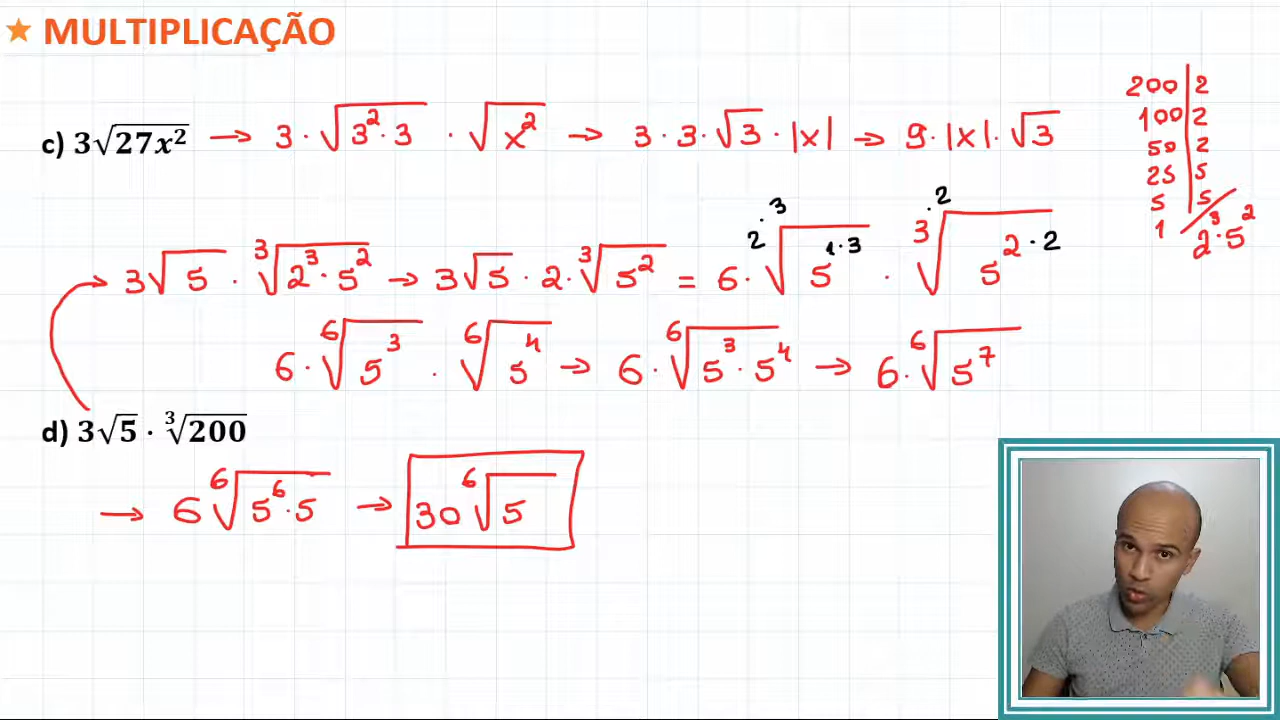 MULTIPLICAÇÃO
c) 3√27x² → 3 · √3²·3 · √x² → 3 · 3 · √3 · |x| → 9 · |x| · √3
200 | 2
100 | 2
50 | 2
25 | 5
5 | 5
1 | 2³·5²
→ 3√5 · ³√2³·5² → 3√5 · 2 · ³√5² = 6 · ²·³√5¹·³ · ³·²√5²·²
6 · ⁶√5³ · ⁶√5⁴ → 6 · ⁶√5³·5⁴ → 6 · ⁶√5⁷
d) 3√5 · ³√200
→ 6 ⁶√5⁶·5 → 30 ⁶√5